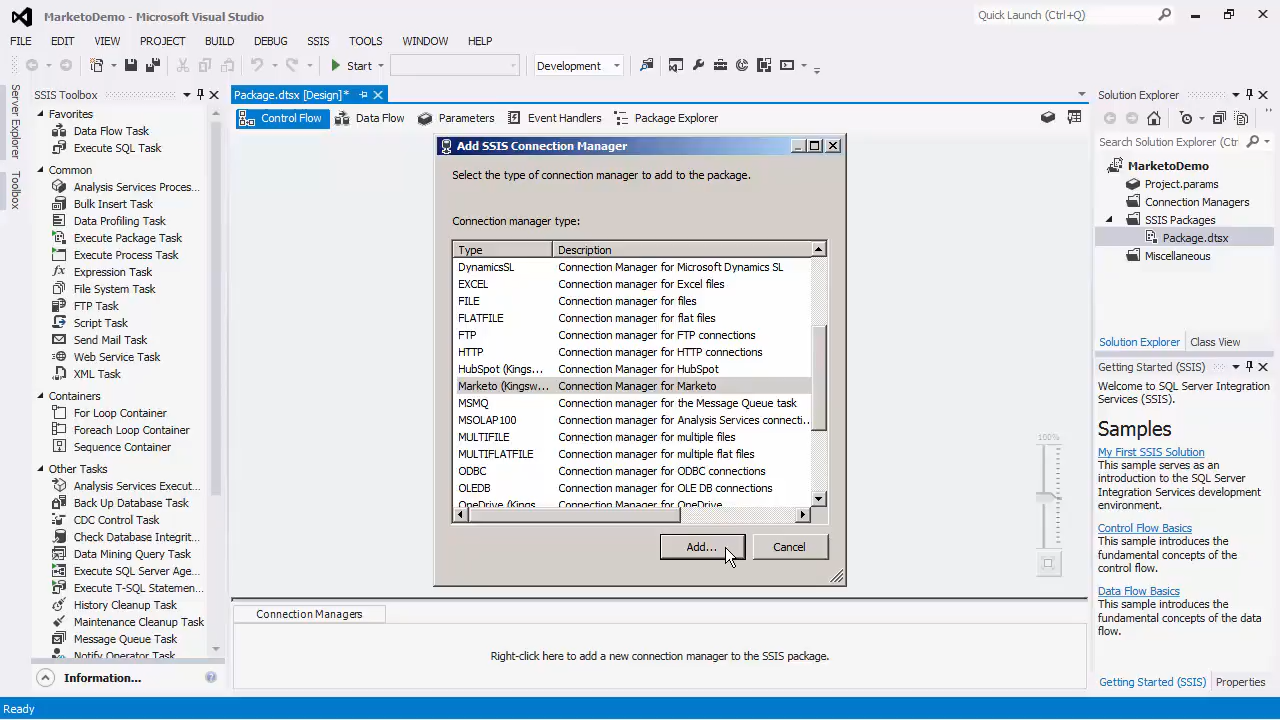 MarketoDemo - Microsoft Visual Studio
Quick Launch (Ctrl+Q)
FILE EDIT VIEW PROJECT BUILD DEBUG SSIS TOOLS WINDOW HELP
Start
Development
Server Explorer
Toolbox
SSIS Toolbox
Favorites
Data Flow Task
Execute SQL Task
Common
Analysis Services Proces...
Bulk Insert Task
Data Profiling Task
Execute Package Task
Execute Process Task
Expression Task
File System Task
FTP Task
Script Task
Send Mail Task
Web Service Task
XML Task
Containers
For Loop Container
Foreach Loop Container
Sequence Container
Other Tasks
Analysis Services Execut...
Back Up Database Task
CDC Control Task
Check Database Integrit...
Data Mining Query Task
Execute SQL Server Age...
Execute T-SQL Statemen...
History Cleanup Task
Maintenance Cleanup Task
Message Queue Task
Notify Operator Task
Information...
Package.dtsx [Design]*
Control Flow Data Flow Parameters Event Handlers Package Explorer
Add SSIS Connection Manager
Select the type of connection manager to add to the package.
Connection manager type:
Type Description
DynamicsSL Connection Manager for Microsoft Dynamics SL
EXCEL Connection manager for Excel files
FILE Connection manager for files
FLATFILE Connection manager for flat files
FTP Connection manager for FTP connections
HTTP Connection manager for HTTP connections
HubSpot (Kings... Connection Manager for HubSpot
Marketo (Kingsw... Connection Manager for Marketo
MSMQ Connection manager for the Message Queue task
MSOLAP100 Connection manager for Analysis Services connecti...
MULTIFILE Connection manager for multiple files
MULTIFLATFILE Connection manager for multiple flat files
ODBC Connection manager for ODBC connections
OLEDB Connection manager for OLE DB connections
OneDrive (Kings... Connection Manager for OneDrive
Add... Cancel
100%
Connection Managers
Right-click here to add a new connection manager to the SSIS package.
Solution Explorer
Search Solution Explorer (Ctr
MarketoDemo
Project.params
Connection Managers
SSIS Packages
Package.dtsx
Miscellaneous
Solution Explorer Class View
Getting Started (SSIS)
Welcome to SQL Server Integration
Services (SSIS).
Samples
My First SSIS Solution
This sample serves as an
introduction to the SQL Server
Integration Services development
environment.
Control Flow Basics
This sample introduces the
fundamental concepts of the
control flow.
Data Flow Basics
This sample introduces the
fundamental concepts of the data
flow.
Getting Started (SSIS) Properties
Ready